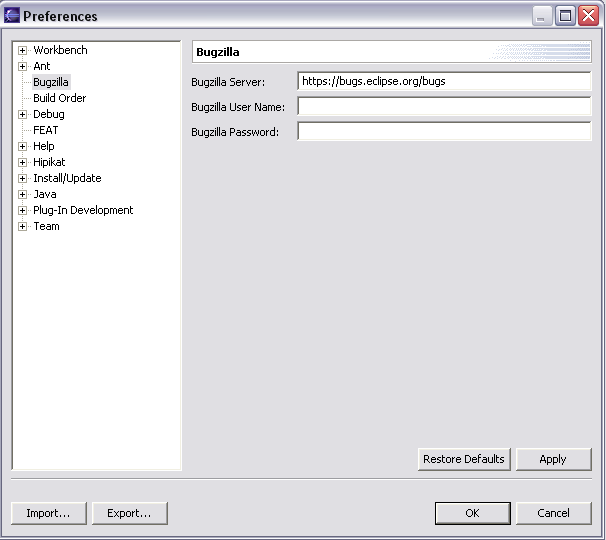 Preferences
Workbench
Ant
Bugzilla
Build Order
Debug
FEAT
Help
Hipikat
Install/Update
Java
Plug-In Development
Team
Bugzilla
Bugzilla Server: https://bugs.eclipse.org/bugs
Bugzilla User Name:
Bugzilla Password:
Restore Defaults Apply
Import... Export... OK Cancel